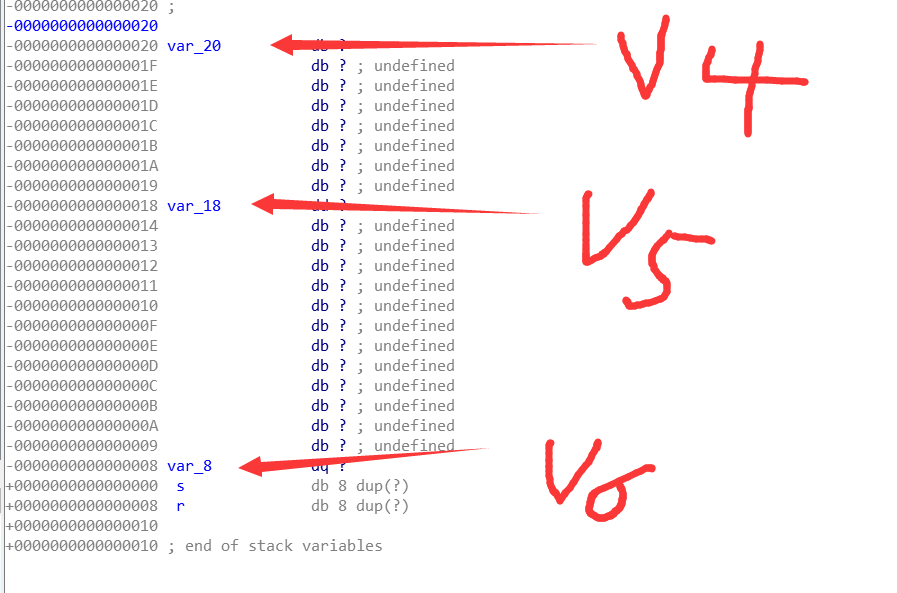 -0000000000000020 ;
-0000000000000020
-0000000000000020 var_20 db ?
-000000000000001F db ? ; undefined
-000000000000001E db ? ; undefined
-000000000000001D db ? ; undefined
-000000000000001C db ? ; undefined
-000000000000001B db ? ; undefined
-000000000000001A db ? ; undefined
-0000000000000019 db ? ; undefined
-0000000000000018 var_18
-0000000000000014 db ? ; undefined
-0000000000000013 db ? ; undefined
-0000000000000012 db ? ; undefined
-0000000000000011 db ? ; undefined
-0000000000000010 db ? ; undefined
-000000000000000F db ? ; undefined
-000000000000000E db ? ; undefined
-000000000000000D db ? ; undefined
-000000000000000C db ? ; undefined
-000000000000000B db ? ; undefined
-000000000000000A db ? ; undefined
-0000000000000009 db ? ; undefined
-0000000000000008 var_8 dq ?
+0000000000000000 s db 8 dup(?)
+0000000000000008 r db 8 dup(?)
+0000000000000010
+0000000000000010 ; end of stack variables
V4
V5
V6